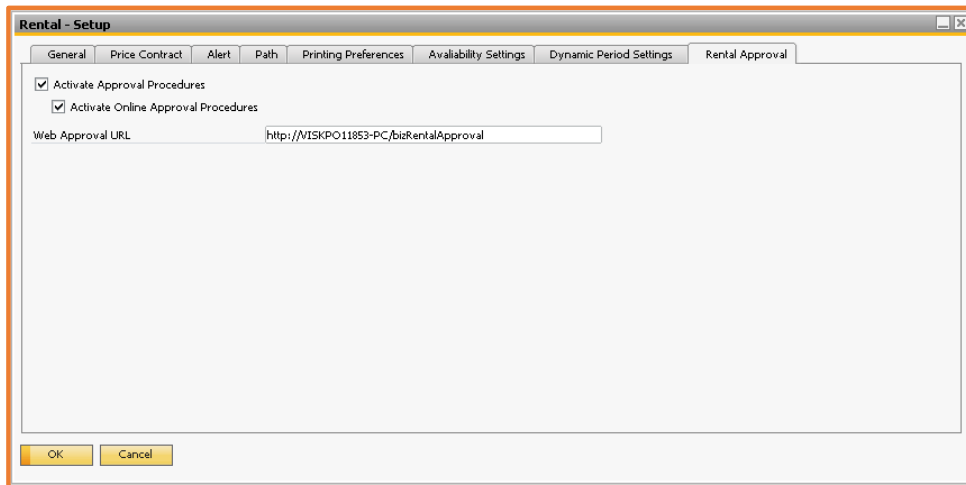 Rental - Setup
General Price Contract Alert Path Printing Preferences Avaliability Settings Dynamic Period Settings Rental Approval
Activate Approval Procedures
Activate Online Approval Procedures
Web Approval URL http://VISKPO11853-PC/bizRentalApproval
OK Cancel